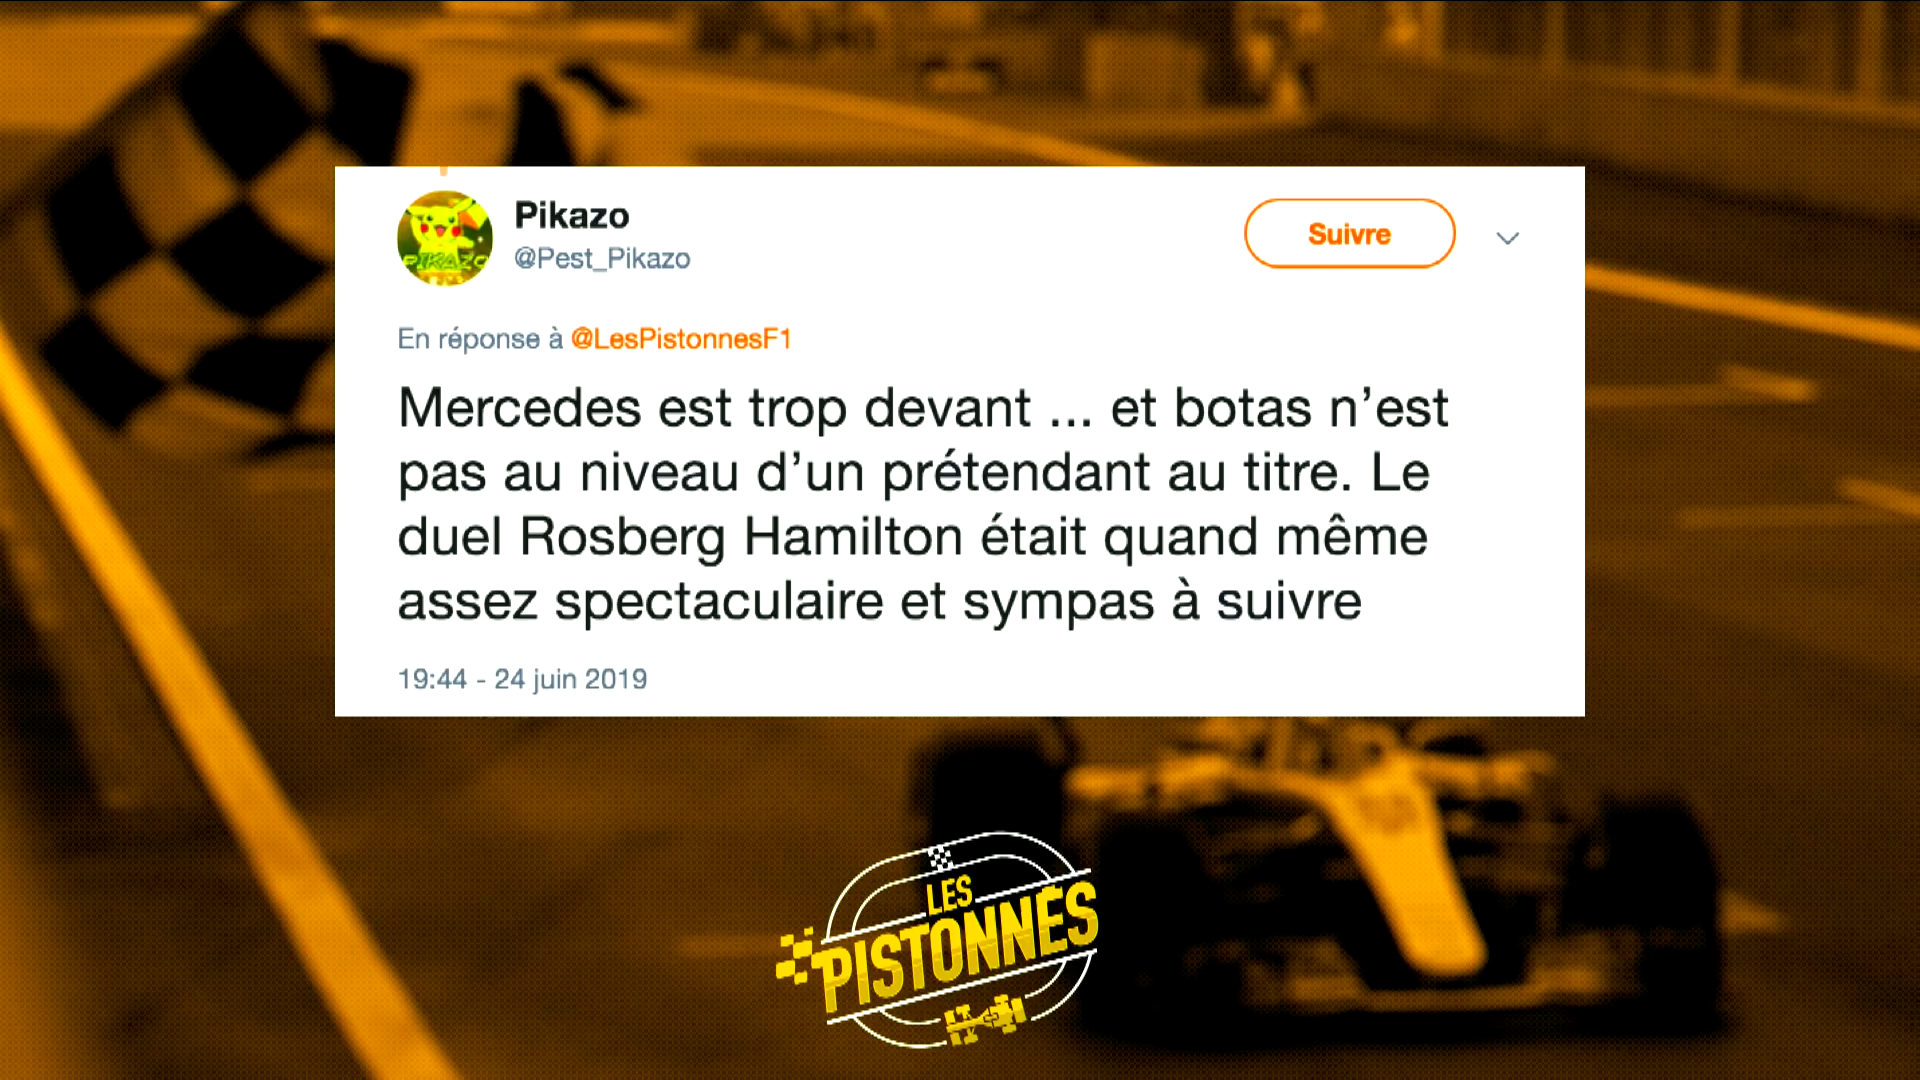 Pikazo
@Pest_Pikazo
Suivre
PIKAZO
En réponse à @LesPistonnesF1
Mercedes est trop devant ... et botas n’est
pas au niveau d’un prétendant au titre. Le
duel Rosberg Hamilton était quand même
assez spectaculaire et sympas à suivre
19:44 - 24 juin 2019
LES
PISTONNÉS